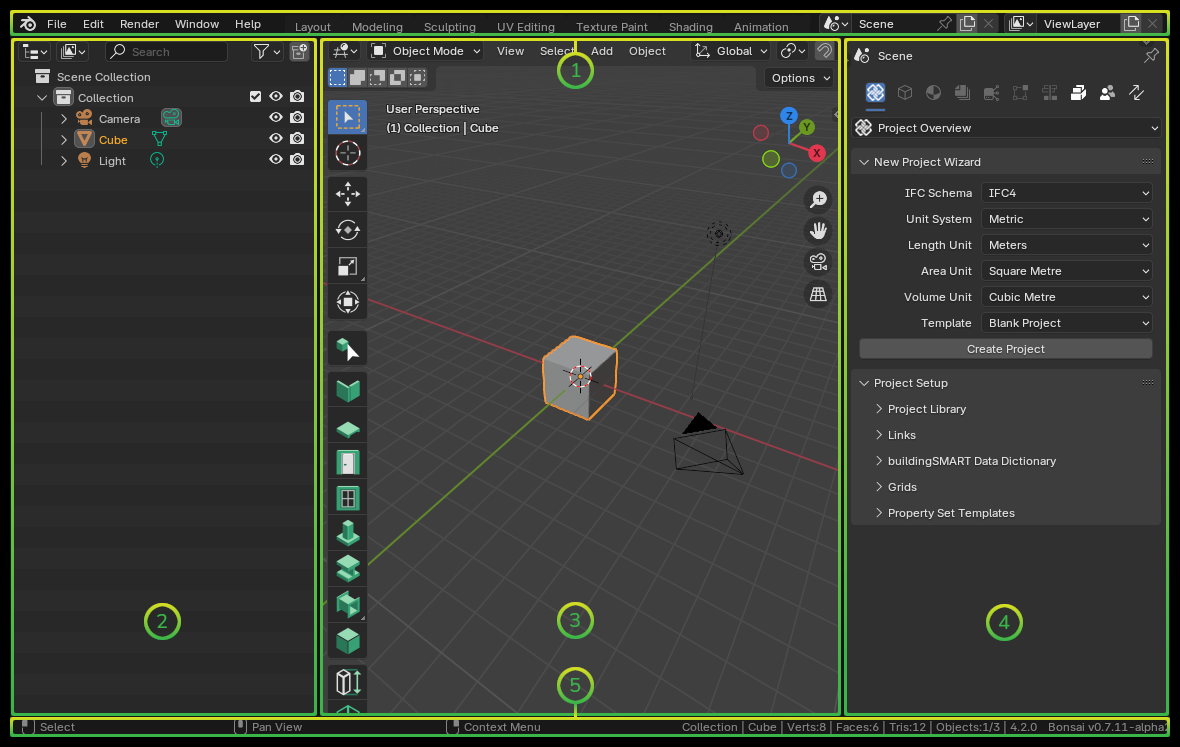 File Edit Render Window Help Layout Modeling Sculpting UV Editing Texture Paint Shading Animation Scene ViewLayer
Search
Object Mode View Select Add Object Global
Scene
1
Options
Scene Collection
Collection
Camera
Cube
Light
User Perspective
(1) Collection | Cube
Z
Y
X
Project Overview
New Project Wizard
IFC Schema IFC4
Unit System Metric
Length Unit Meters
Area Unit Square Metre
Volume Unit Cubic Metre
Template Blank Project
Create Project
Project Setup
Project Library
Links
buildingSMART Data Dictionary
Grids
Property Set Templates
2
3
4
5
Select Pan View Context Menu Collection | Cube | Verts:8 | Faces:6 | Tris:12 | Objects:1/3 | 4.2.0 Bonsai v0.7.11-alpha2